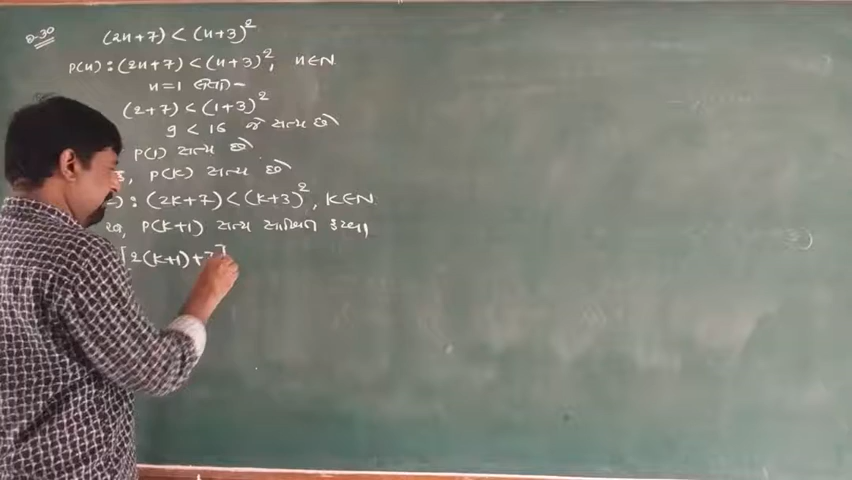 Q-30 (2n+7) < (n+3)²
P(n) : (2n+7) < (n+3)², n∈N
n=1 લેતાં –
(2+7) < (1+3)²
9 < 16 જે સત્ય છે
P(1) સત્ય છે
P(K) સત્ય છે
: (2K+7) < (K+3)², K∈N
P(K+1) સત્ય સાબિત કરવા,
[2(K+1)+7]